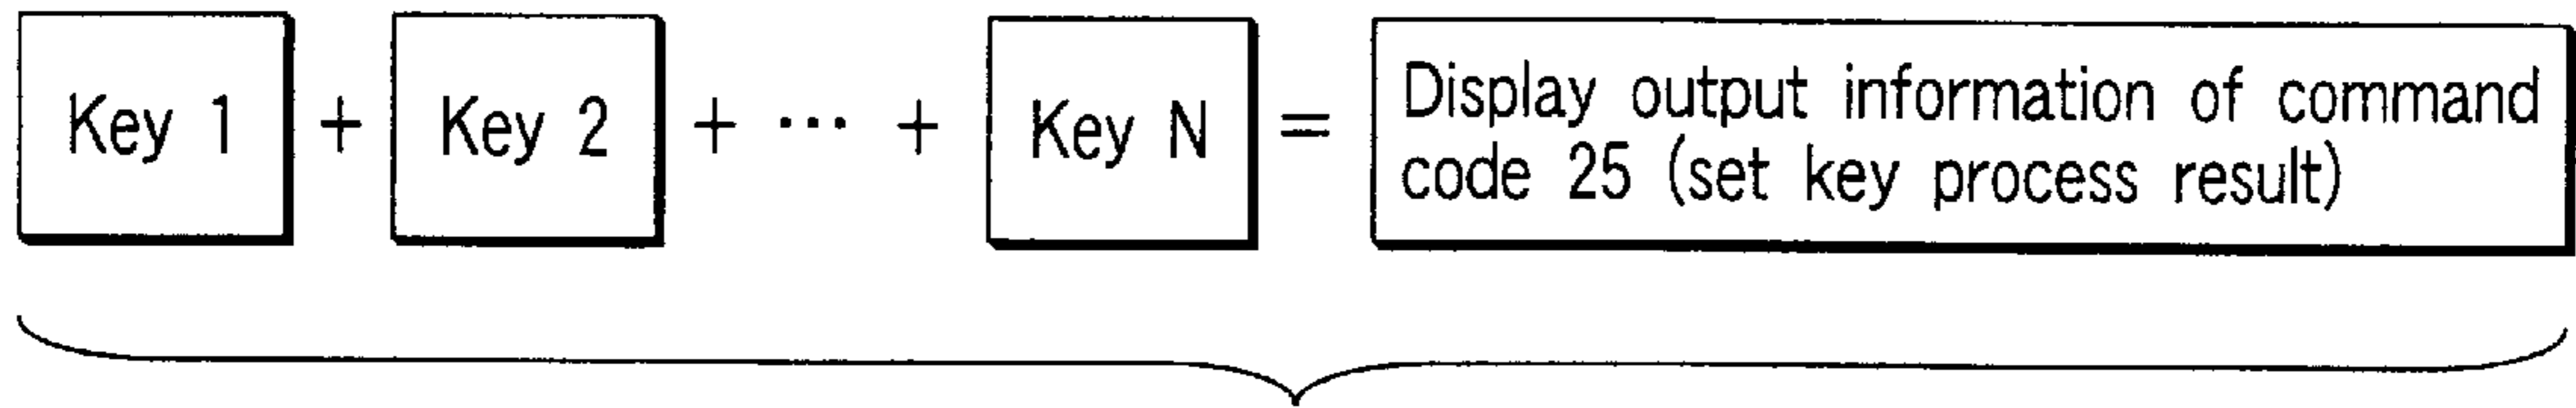 Key 1 + Key 2 + ··· + Key N = Display output information of command
code 25 (set key process result)